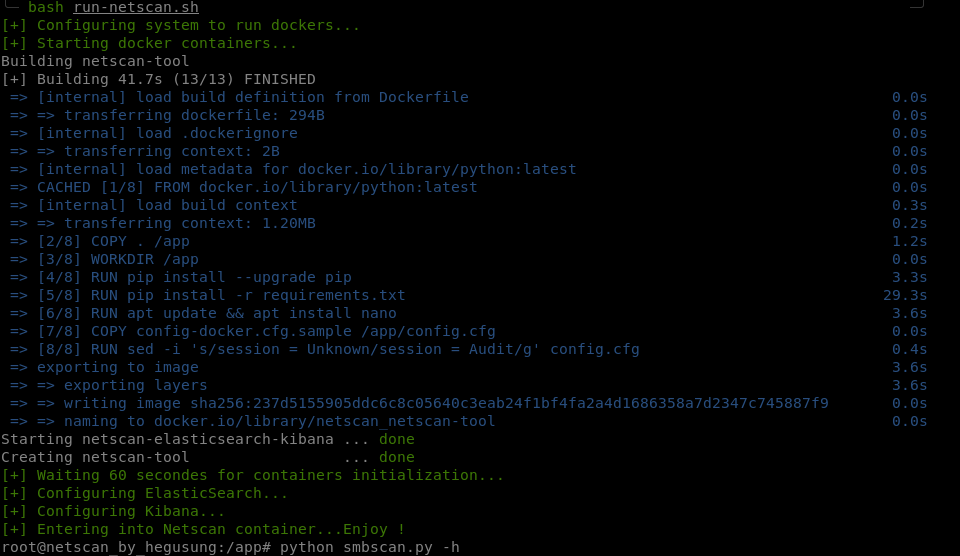 bash run-netscan.sh
[+] Configuring system to run dockers...
[+] Starting docker containers...
Building netscan-tool
[+] Building 41.7s (13/13) FINISHED
=> [internal] load build definition from Dockerfile 0.0s
=> => transferring dockerfile: 294B 0.0s
=> [internal] load .dockerignore 0.0s
=> => transferring context: 2B 0.0s
=> [internal] load metadata for docker.io/library/python:latest 0.0s
=> CACHED [1/8] FROM docker.io/library/python:latest 0.0s
=> [internal] load build context 0.3s
=> => transferring context: 1.20MB 0.2s
=> [2/8] COPY . /app 1.2s
=> [3/8] WORKDIR /app 0.0s
=> [4/8] RUN pip install --upgrade pip 3.3s
=> [5/8] RUN pip install -r requirements.txt 29.3s
=> [6/8] RUN apt update && apt install nano 3.6s
=> [7/8] COPY config-docker.cfg.sample /app/config.cfg 0.0s
=> [8/8] RUN sed -i 's/session = Unknown/session = Audit/g' config.cfg 0.4s
=> exporting to image 3.6s
=> => exporting layers 3.6s
=> => writing image sha256:237d5155905ddc6c8c05640c3eab24f1bf4fa2a4d1686358a7d2347c745887f9 0.0s
=> => naming to docker.io/library/netscan_netscan-tool 0.0s
Starting netscan-elasticsearch-kibana ... done
Creating netscan-tool ... done
[+] Waiting 60 secondes for containers initialization...
[+] Configuring ElasticSearch...
[+] Configuring Kibana...
[+] Entering into Netscan container...Enjoy !
root@netscan_by_hegusung:/app# python smbscan.py -h